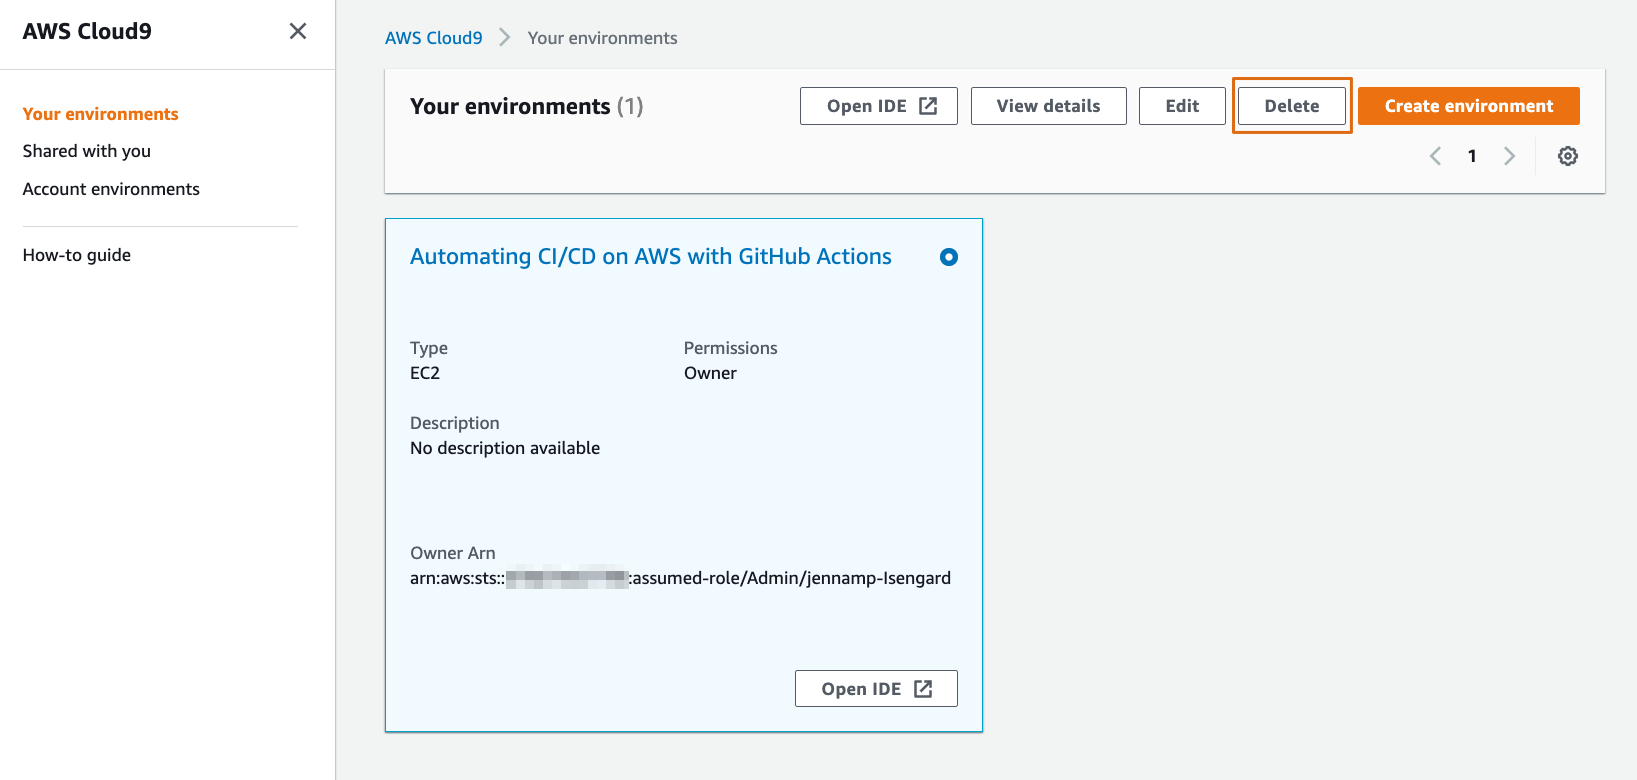 AWS Cloud9
Your environments
Shared with you
Account environments
How-to guide
AWS Cloud9 Your environments
Your environments (1)
Open IDE View details Edit Delete Create environment
1
Automating CI/CD on AWS with GitHub Actions
Type Permissions
EC2 Owner
Description
No description available
Owner Arn
arn:aws:sts:: :assumed-role/Admin/jennamp-Isengard
Open IDE